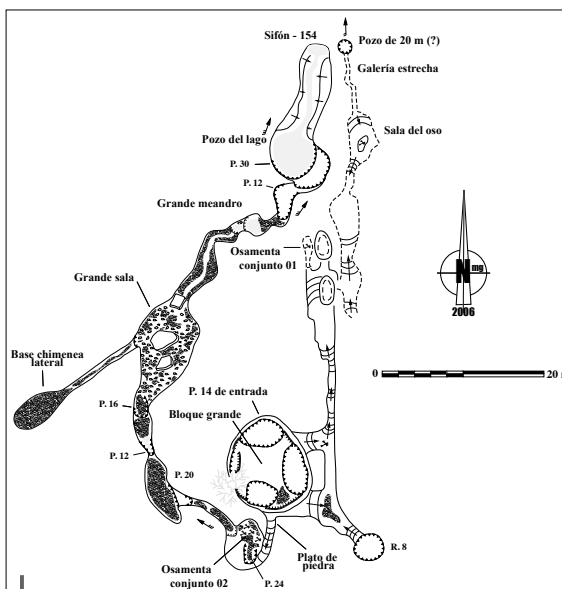 Sifón - 154
Pozo de 20 m (?)
Galería estrecha
Sala del oso
Pozo del lago
P. 30
P. 12
Grande meandro
Osamenta
conjunto 01
N mg
2006
Grande sala
Base chimenea
lateral
0 20 m
P. 14 de entrada
Bloque grande
P. 16
P. 12
P. 20
Plato de
piedra
R. 8
Osamenta
conjunto 02
P. 24